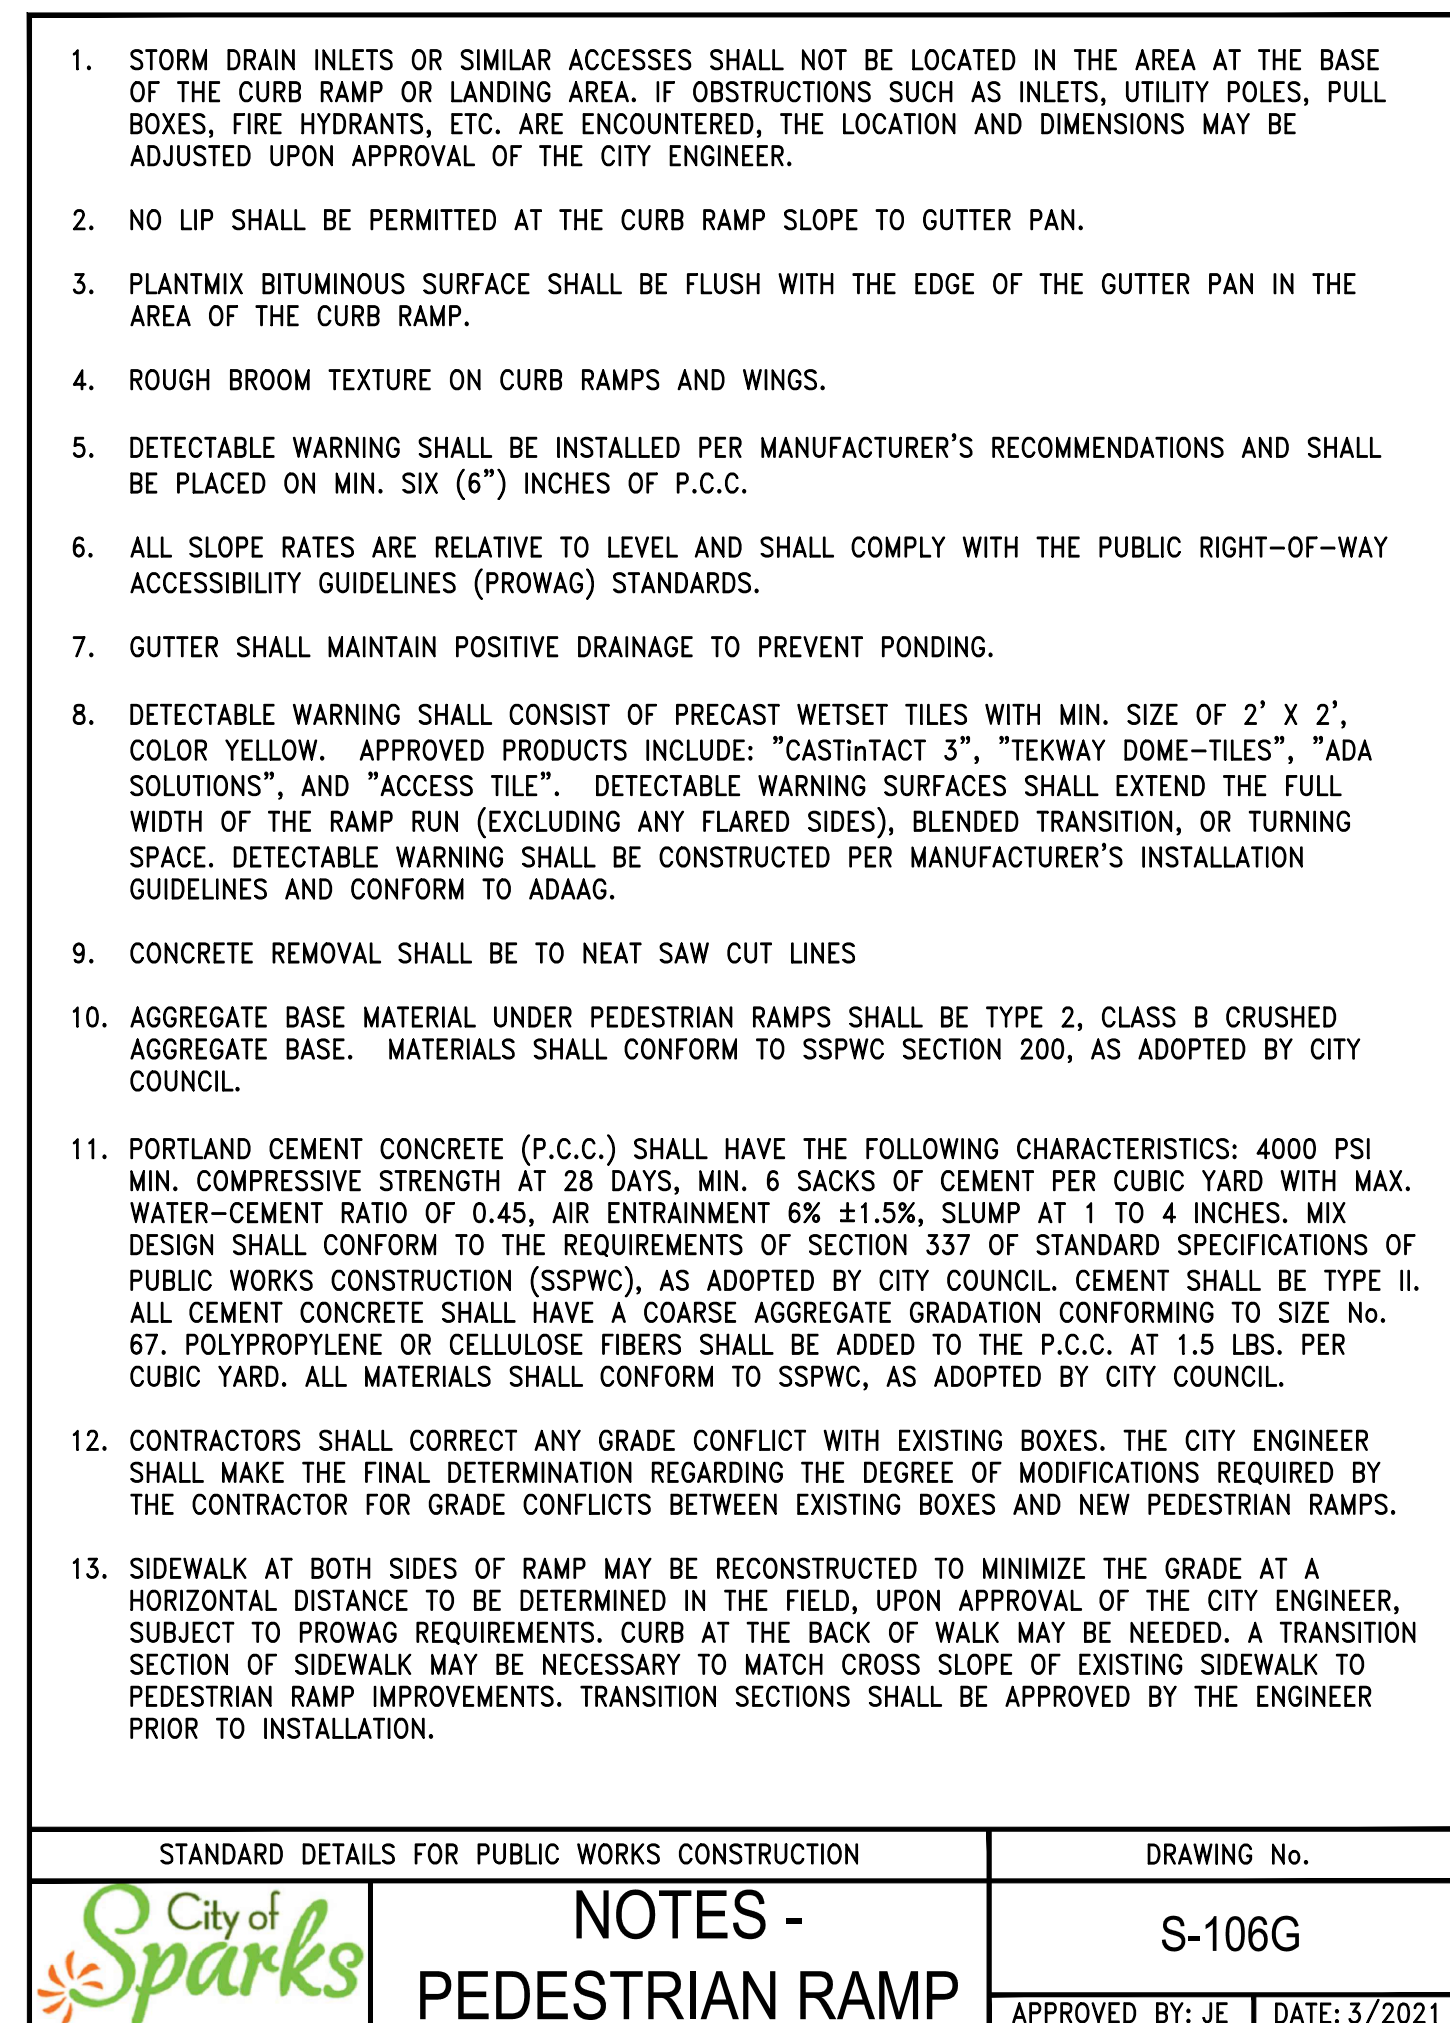 1. STORM DRAIN INLETS OR SIMILAR ACCESSES SHALL NOT BE LOCATED IN THE AREA AT THE BASE
OF THE CURB RAMP OR LANDING AREA. IF OBSTRUCTIONS SUCH AS INLETS, UTILITY POLES, PULL
BOXES, FIRE HYDRANTS, ETC. ARE ENCOUNTERED, THE LOCATION AND DIMENSIONS MAY BE
ADJUSTED UPON APPROVAL OF THE CITY ENGINEER.
2. NO LIP SHALL BE PERMITTED AT THE CURB RAMP SLOPE TO GUTTER PAN.
3. PLANTMIX BITUMINOUS SURFACE SHALL BE FLUSH WITH THE EDGE OF THE GUTTER PAN IN THE
AREA OF THE CURB RAMP.
4. ROUGH BROOM TEXTURE ON CURB RAMPS AND WINGS.
5. DETECTABLE WARNING SHALL BE INSTALLED PER MANUFACTURER'S RECOMMENDATIONS AND SHALL
BE PLACED ON MIN. SIX (6") INCHES OF P.C.C.
6. ALL SLOPE RATES ARE RELATIVE TO LEVEL AND SHALL COMPLY WITH THE PUBLIC RIGHT-OF-WAY
ACCESSIBILITY GUIDELINES (PROWAG) STANDARDS.
7. GUTTER SHALL MAINTAIN POSITIVE DRAINAGE TO PREVENT PONDING.
8. DETECTABLE WARNING SHALL CONSIST OF PRECAST WETSET TILES WITH MIN. SIZE OF 2' X 2',
COLOR YELLOW. APPROVED PRODUCTS INCLUDE: "CASTinTACT 3", "TEKWAY DOME-TILES", "ADA
SOLUTIONS", AND "ACCESS TILE". DETECTABLE WARNING SURFACES SHALL EXTEND THE FULL
WIDTH OF THE RAMP RUN (EXCLUDING ANY FLARED SIDES), BLENDED TRANSITION, OR TURNING
SPACE. DETECTABLE WARNING SHALL BE CONSTRUCTED PER MANUFACTURER'S INSTALLATION
GUIDELINES AND CONFORM TO ADAAG.
9. CONCRETE REMOVAL SHALL BE TO NEAT SAW CUT LINES
10. AGGREGATE BASE MATERIAL UNDER PEDESTRIAN RAMPS SHALL BE TYPE 2, CLASS B CRUSHED
AGGREGATE BASE. MATERIALS SHALL CONFORM TO SSPWC SECTION 200, AS ADOPTED BY CITY
COUNCIL.
11. PORTLAND CEMENT CONCRETE (P.C.C.) SHALL HAVE THE FOLLOWING CHARACTERISTICS: 4000 PSI
MIN. COMPRESSIVE STRENGTH AT 28 DAYS, MIN. 6 SACKS OF CEMENT PER CUBIC YARD WITH MAX.
WATER-CEMENT RATIO OF 0.45, AIR ENTRAINMENT 6% ±1.5%, SLUMP AT 1 TO 4 INCHES. MIX
DESIGN SHALL CONFORM TO THE REQUIREMENTS OF SECTION 337 OF STANDARD SPECIFICATIONS OF
PUBLIC WORKS CONSTRUCTION (SSPWC), AS ADOPTED BY CITY COUNCIL. CEMENT SHALL BE TYPE II.
ALL CEMENT CONCRETE SHALL HAVE A COARSE AGGREGATE GRADATION CONFORMING TO SIZE No.
67. POLYPROPYLENE OR CELLULOSE FIBERS SHALL BE ADDED TO THE P.C.C. AT 1.5 LBS. PER
CUBIC YARD. ALL MATERIALS SHALL CONFORM TO SSPWC, AS ADOPTED BY CITY COUNCIL.
12. CONTRACTORS SHALL CORRECT ANY GRADE CONFLICT WITH EXISTING BOXES. THE CITY ENGINEER
SHALL MAKE THE FINAL DETERMINATION REGARDING THE DEGREE OF MODIFICATIONS REQUIRED BY
THE CONTRACTOR FOR GRADE CONFLICTS BETWEEN EXISTING BOXES AND NEW PEDESTRIAN RAMPS.
13. SIDEWALK AT BOTH SIDES OF RAMP MAY BE RECONSTRUCTED TO MINIMIZE THE GRADE AT A
HORIZONTAL DISTANCE TO BE DETERMINED IN THE FIELD, UPON APPROVAL OF THE CITY ENGINEER,
SUBJECT TO PROWAG REQUIREMENTS. CURB AT THE BACK OF WALK MAY BE NEEDED. A TRANSITION
SECTION OF SIDEWALK MAY BE NECESSARY TO MATCH CROSS SLOPE OF EXISTING SIDEWALK TO
PEDESTRIAN RAMP IMPROVEMENTS. TRANSITION SECTIONS SHALL BE APPROVED BY THE ENGINEER
PRIOR TO INSTALLATION.
STANDARD DETAILS FOR PUBLIC WORKS CONSTRUCTION
DRAWING No.
City of
Sparks
NOTES -
PEDESTRIAN RAMP
S-106G
APPROVED BY: JE
DATE: 3/2021